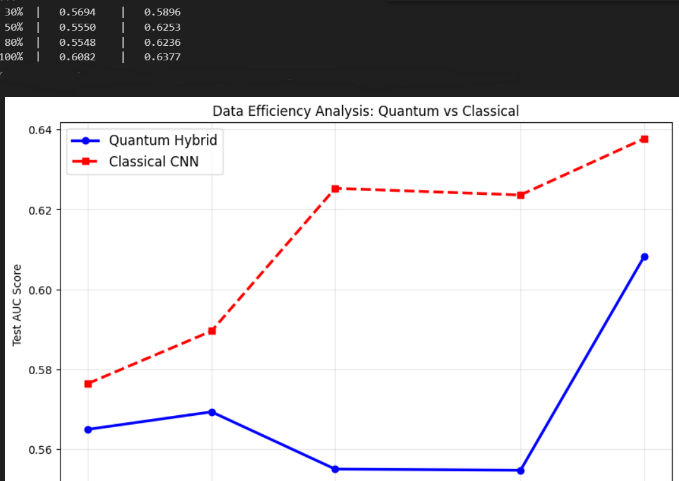 30% | 0.5694 | 0.5896
50% | 0.5550 | 0.6253
80% | 0.5548 | 0.6236
100% | 0.6082 | 0.6377
Data Efficiency Analysis: Quantum vs Classical
Quantum Hybrid
Classical CNN
0.64
0.62
0.60
0.58
0.56
Test AUC Score